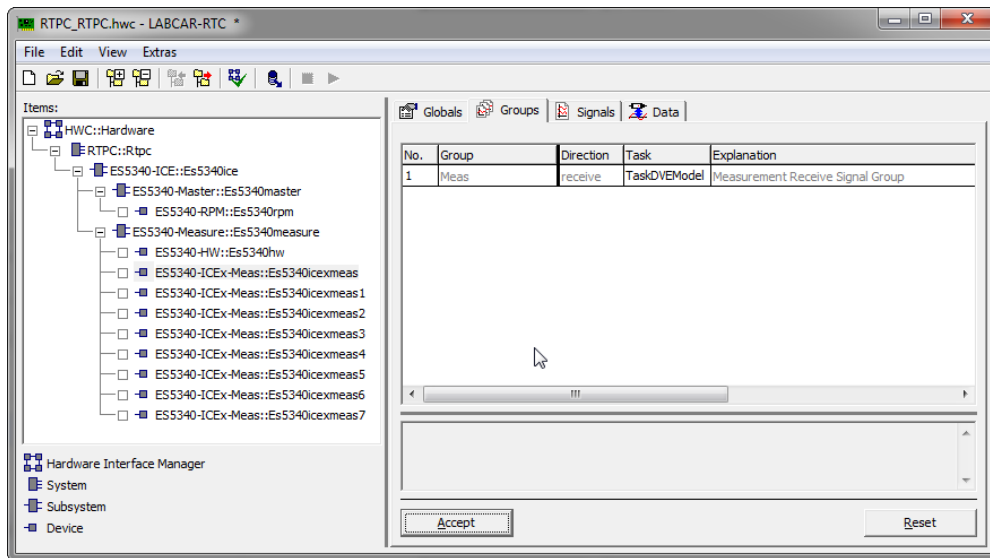 RTPC_RTPC.hwc - LABCAR-RTC *
File Edit View Extras
Items:
HWC::Hardware
RTPC::Rtpc
ES5340-ICE::Es5340ice
ES5340-Master::Es5340master
ES5340-RPM::Es5340rpm
ES5340-Measure::Es5340measure
ES5340-HW::Es5340hw
ES5340-ICEx-Meas::Es5340icexmeas
ES5340-ICEx-Meas::Es5340icexmeas1
ES5340-ICEx-Meas::Es5340icexmeas2
ES5340-ICEx-Meas::Es5340icexmeas3
ES5340-ICEx-Meas::Es5340icexmeas4
ES5340-ICEx-Meas::Es5340icexmeas5
ES5340-ICEx-Meas::Es5340icexmeas6
ES5340-ICEx-Meas::Es5340icexmeas7
Hardware Interface Manager
System
Subsystem
Device
Globals Groups Signals Data
No. Group Direction Task Explanation
1 Meas receive TaskDVEModel Measurement Receive Signal Group
Accept Reset